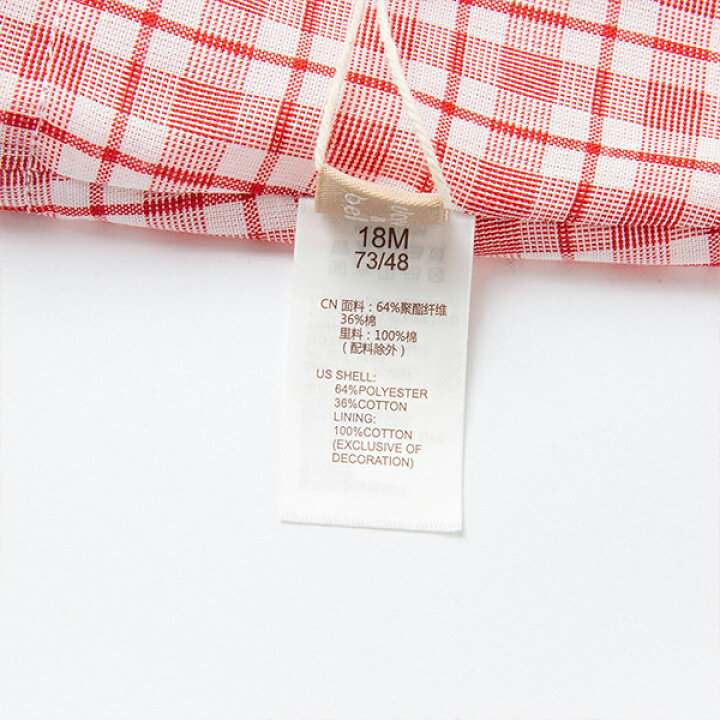 18M
73/48
CN 面料：64%聚酯纤维
36%棉
里料：100%棉
（配料除外）
US SHELL:
64%POLYESTER
36%COTTON
LINING:
100%COTTON
(EXCLUSIVE OF
DECORATION)